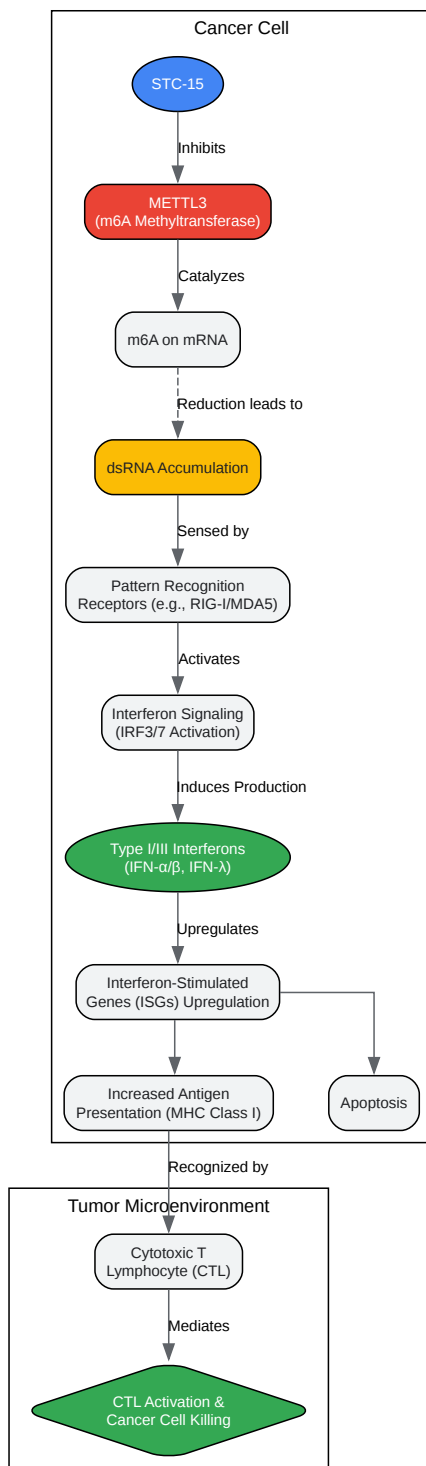 Cancer Cell
STC-15
Inhibits
METTL3
(m6A Methyltransferase)
Catalyzes
m6A on mRNA
Reduction leads to
dsRNA Accumulation
Sensed by
Pattern Recognition
Receptors (e.g., RIG-I/MDA5)
Activates
Interferon Signaling
(IRF3/7 Activation)
Induces Production
Type I/III Interferons
(IFN-α/β, IFN-λ)
Upregulates
Interferon-Stimulated
Genes (ISGs) Upregulation
Increased Antigen
Presentation (MHC Class I)
Apoptosis
Recognized by
Tumor Microenvironment
Cytotoxic T
Lymphocyte (CTL)
Mediates
CTL Activation &
Cancer Cell Killing